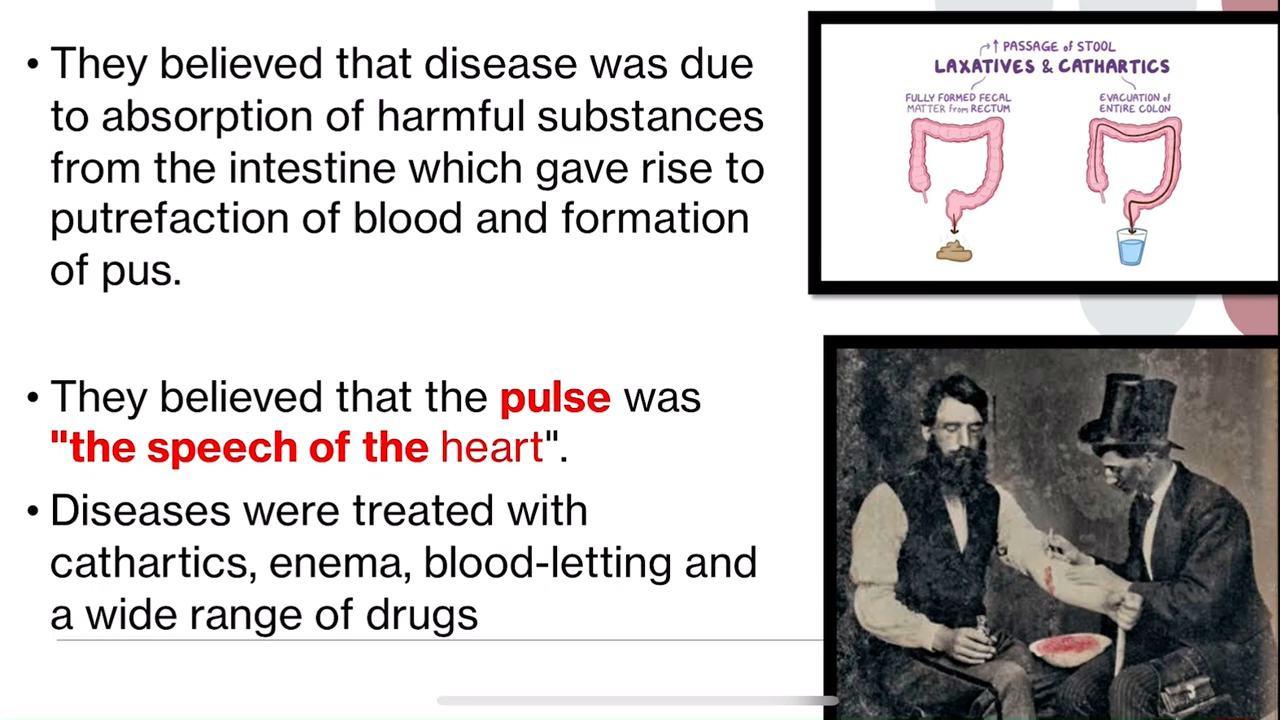 • They believed that disease was due
to absorption of harmful substances
from the intestine which gave rise to
putrefaction of blood and formation
of pus.
• They believed that the pulse was
"the speech of the heart".
• Diseases were treated with
cathartics, enema, blood-letting and
a wide range of drugs
↑ PASSAGE of STOOL
LAXATIVES & CATHARTICS
FULLY FORMED FECAL
MATTER from RECTUM
EVACUATION of
ENTIRE COLON